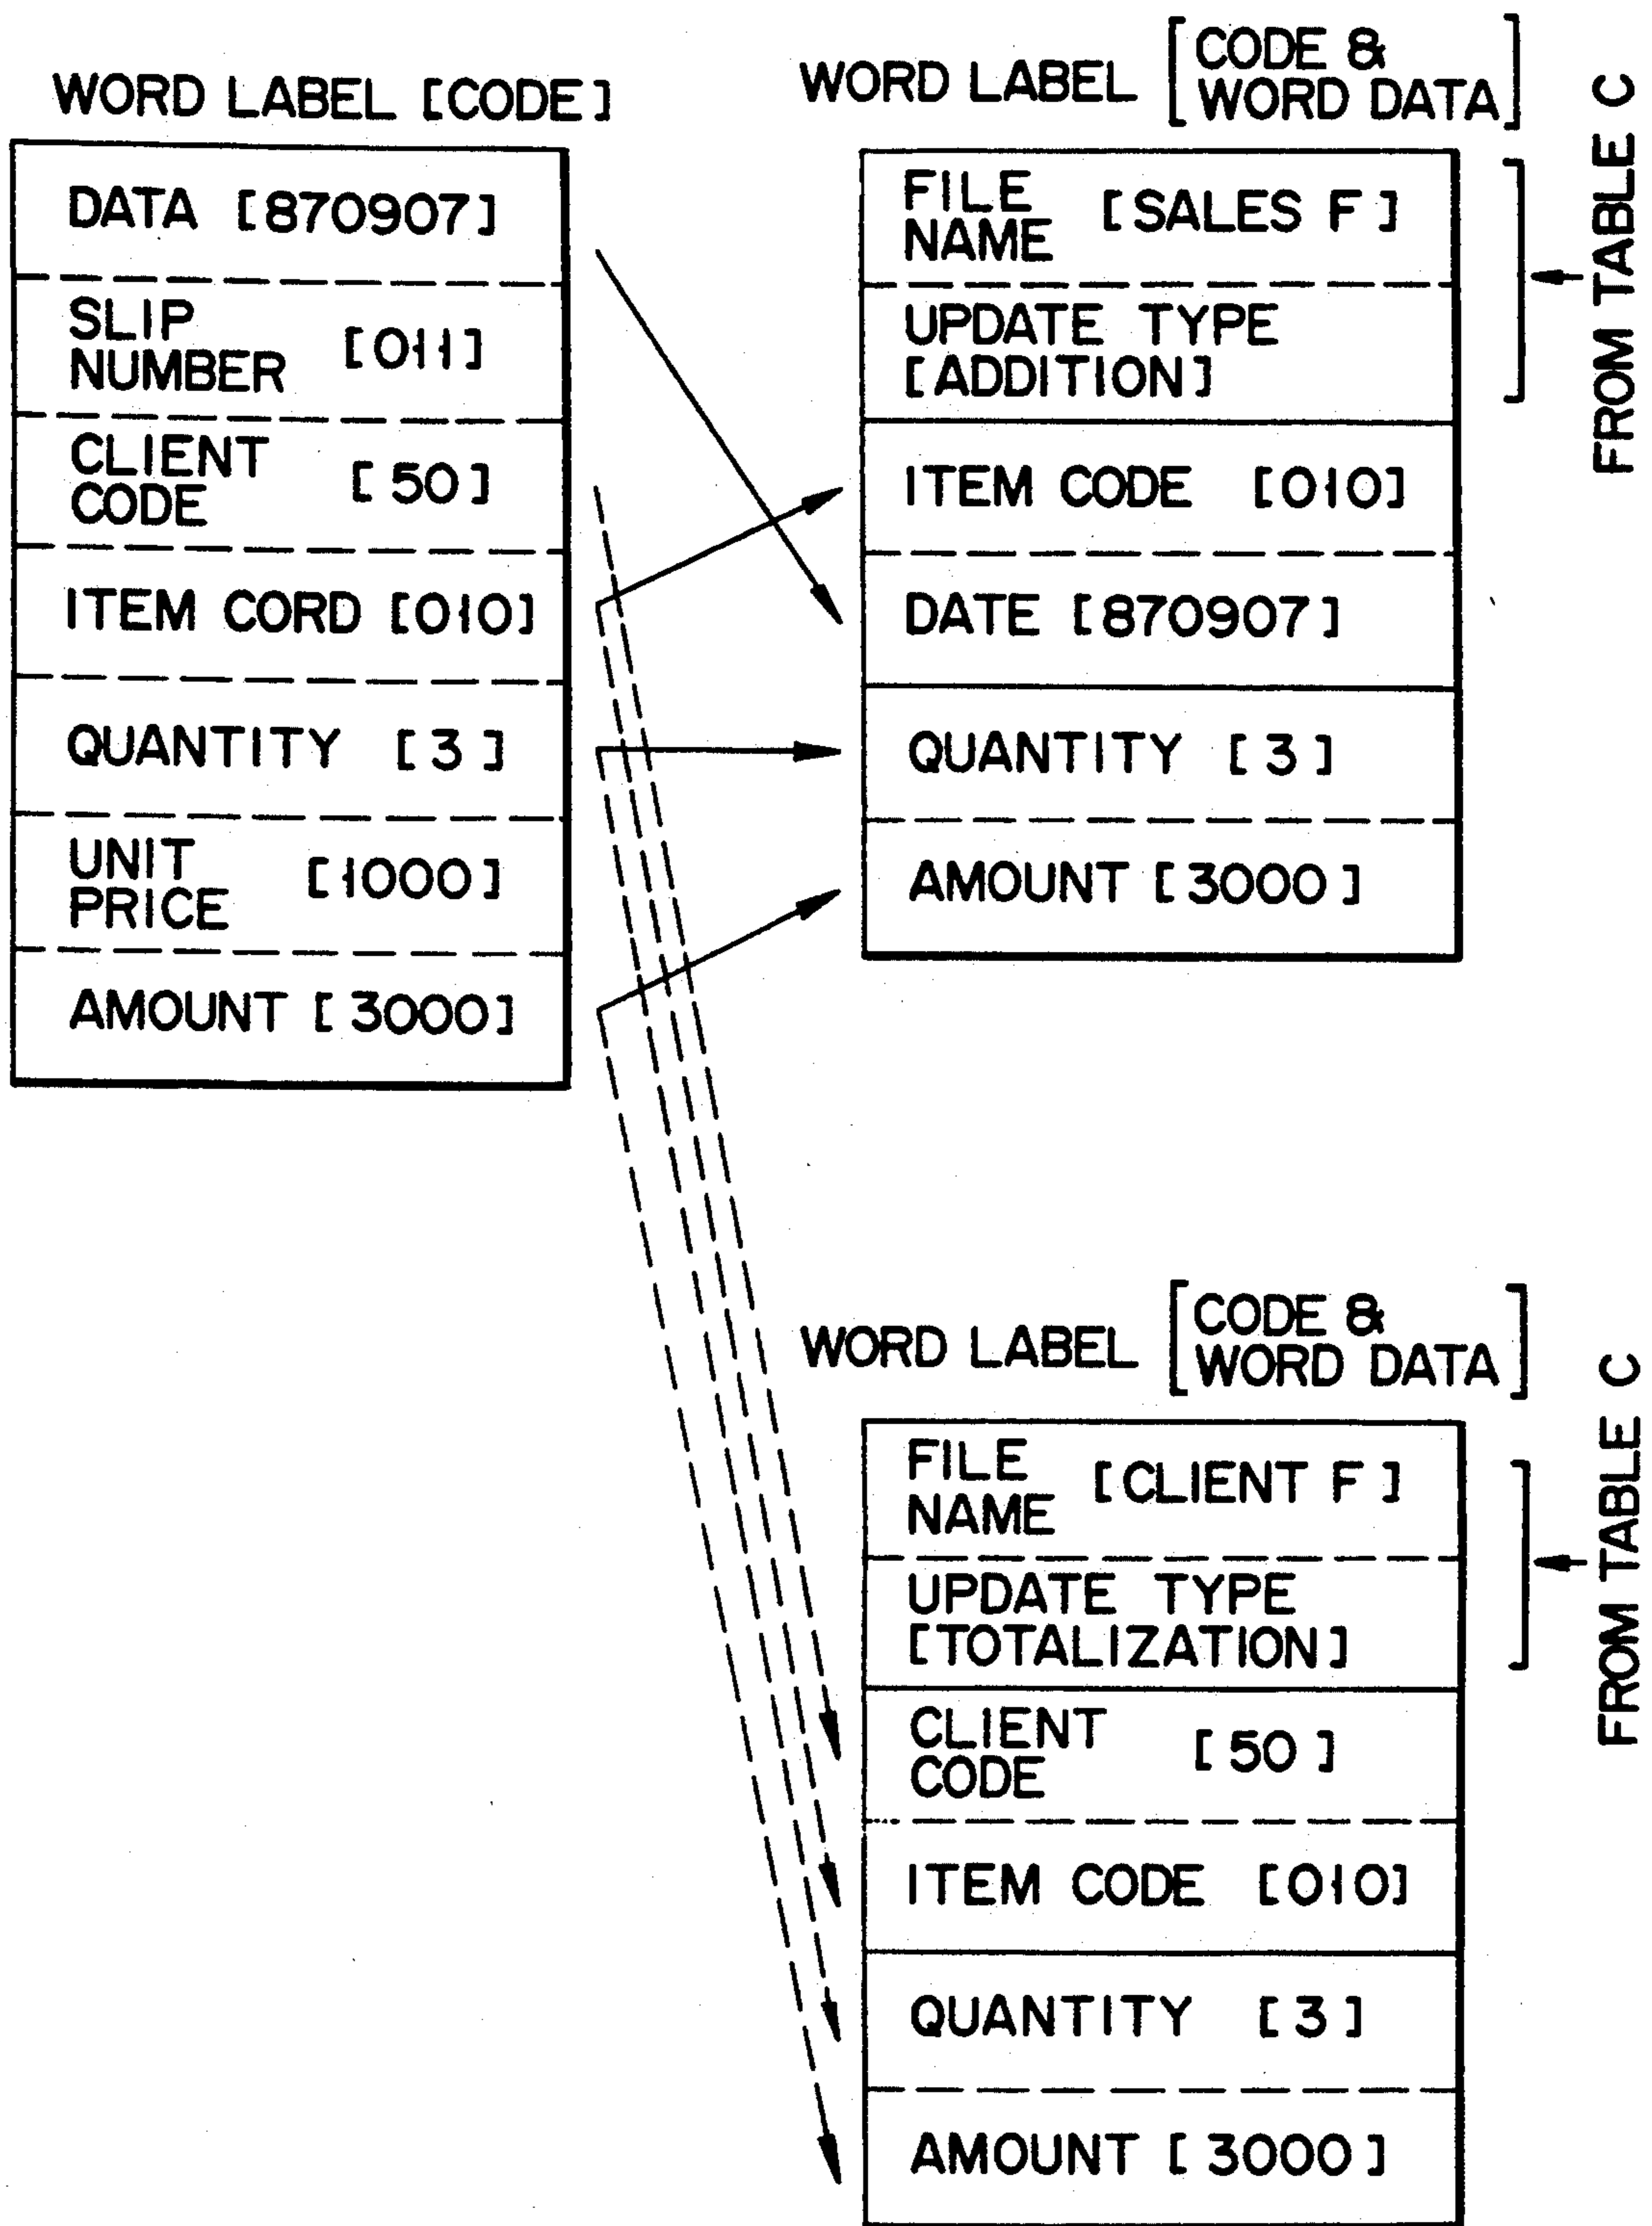 WORD LABEL [CODE]
DATA [870907]
SLIP
NUMBER [011]
CLIENT
CODE [50]
ITEM CORD [010]
QUANTITY [3]
UNIT
PRICE [1000]
AMOUNT [3000]
WORD LABEL [CODE &
WORD DATA]
FILE
NAME [SALES F]
UPDATE TYPE
[ADDITION]
ITEM CODE [010]
DATE [870907]
QUANTITY [3]
AMOUNT [3000]
FROM TABLE C
WORD LABEL [CODE &
WORD DATA]
FILE
NAME [CLIENT F]
UPDATE TYPE
[TOTALIZATION]
CLIENT
CODE [50]
ITEM CODE [010]
QUANTITY [3]
AMOUNT [3000]
FROM TABLE C